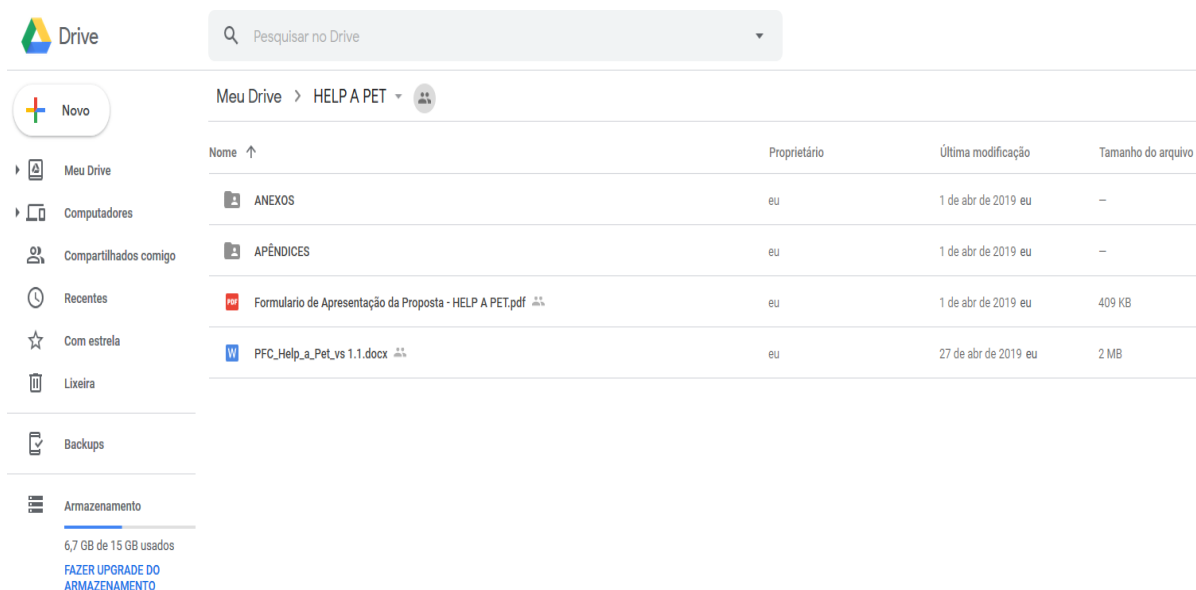 Drive
Pesquisar no Drive
Novo
Meu Drive
Computadores
Compartilhados comigo
Recentes
Com estrela
Lixeira
Backups
Armazenamento
6,7 GB de 15 GB usados
FAZER UPGRADE DO
ARMAZENAMENTO
Meu Drive > HELP A PET
Nome ↑ Proprietário Última modificação Tamanho do arquivo
ANEXOS eu 1 de abr de 2019 eu –
APÊNDICES eu 1 de abr de 2019 eu –
PDF Formulario de Apresentação da Proposta - HELP A PET.pdf eu 1 de abr de 2019 eu 409 KB
W PFC_Help_a_Pet_vs 1.1.docx eu 27 de abr de 2019 eu 2 MB